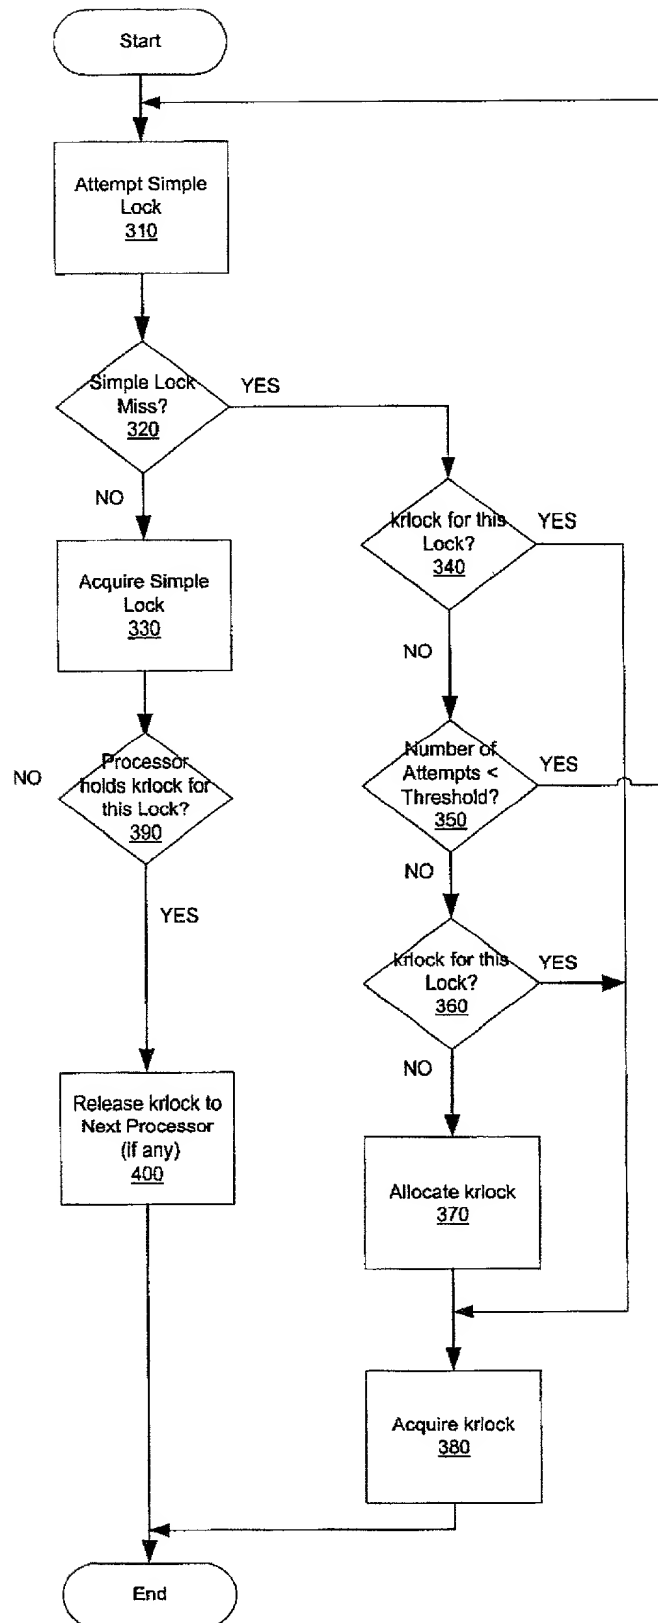 Start
Attempt Simple
Lock
310
Simple Lock
Miss?
320
YES
NO
krlock for this
Lock?
340
YES
Acquire Simple
Lock
330
NO
Processor
holds krlock for
this Lock?
390
NO
Number of
Attempts <
Threshold?
350
YES
NO
YES
krlock for this
Lock?
360
YES
NO
Release krlock to
Next Processor
(if any)
400
Allocate krlock
370
Acquire krlock
380
End